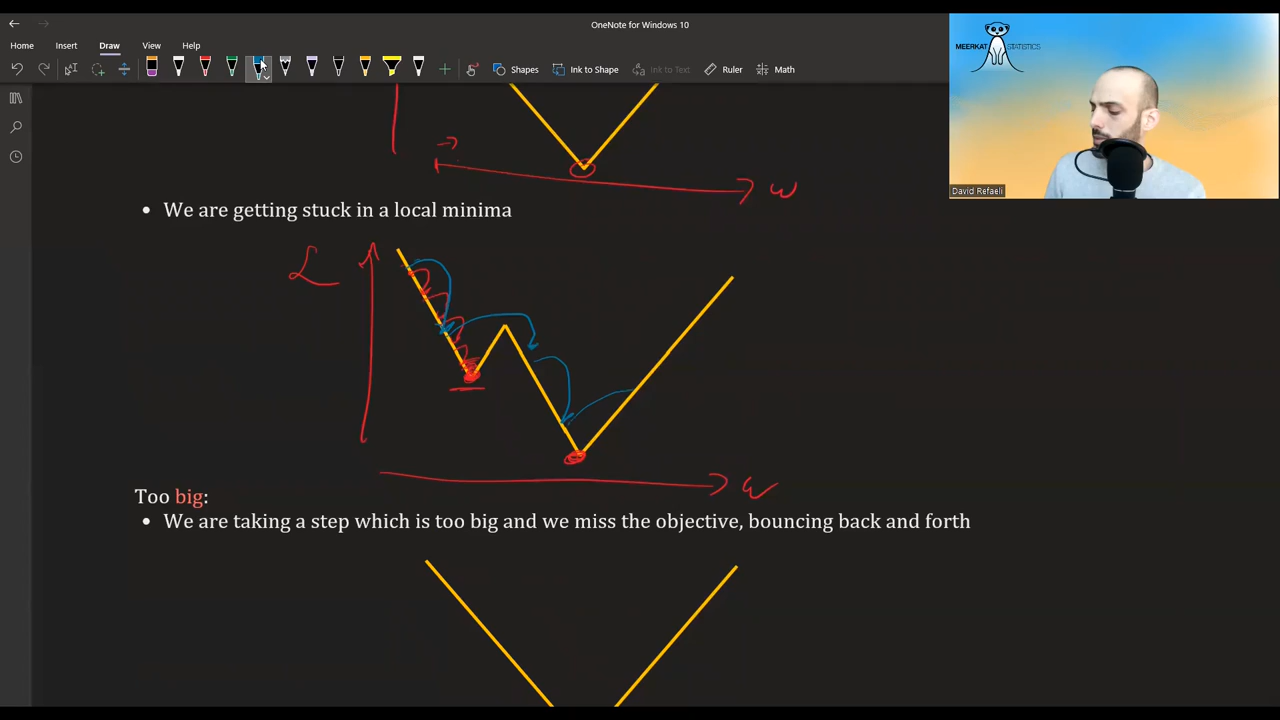 OneNote for Windows 10
Home Insert Draw View Help
Shapes Ink to Shape Ink to Text Ruler Math
MEERKAT STATISTICS
David Refaeli
w
• We are getting stuck in a local minima
L
w
Too big:
• We are taking a step which is too big and we miss the objective, bouncing back and forth